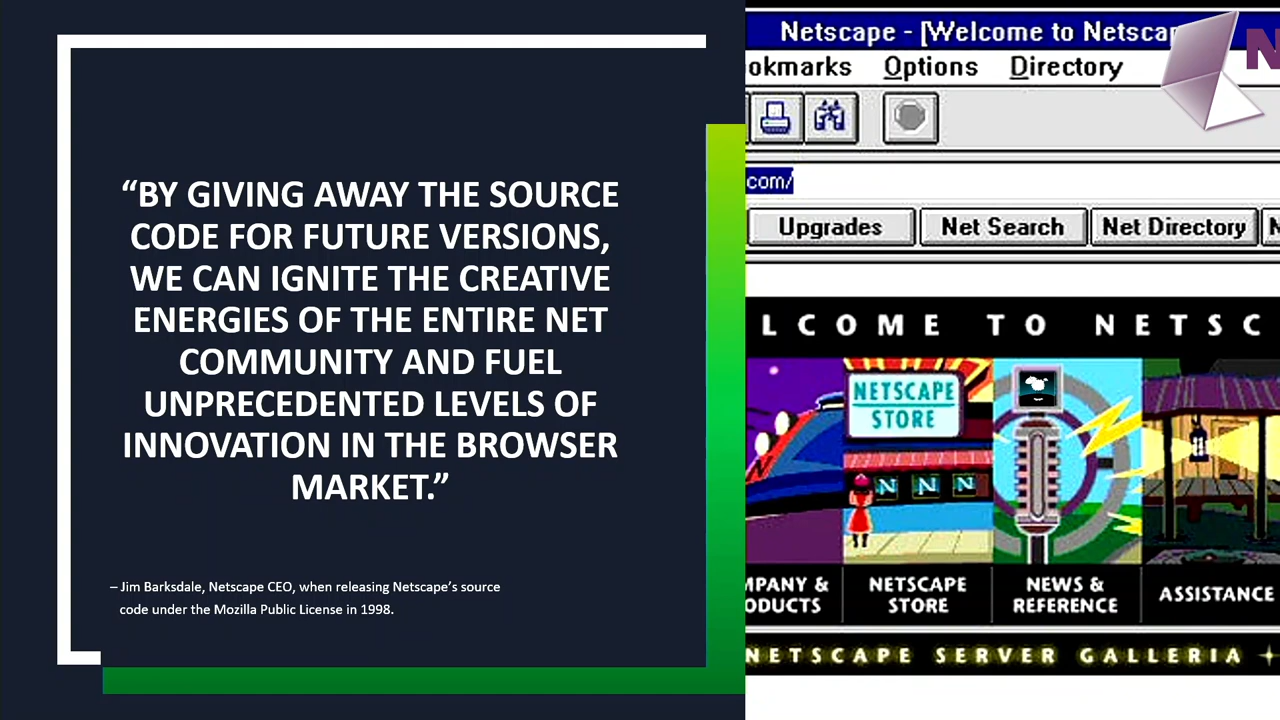 “BY GIVING AWAY THE SOURCE
CODE FOR FUTURE VERSIONS,
WE CAN IGNITE THE CREATIVE
ENERGIES OF THE ENTIRE NET
COMMUNITY AND FUEL
UNPRECEDENTED LEVELS OF
INNOVATION IN THE BROWSER
MARKET.”
– Jim Barksdale, Netscape CEO, when releasing Netscape’s source
code under the Mozilla Public License in 1998.
Netscape - [Welcome to Netscap
N
okmarks Options Directory
com/
Upgrades Net Search Net Directory N
LCOME TO NETSC
NETSCAPE
STORE
N N N
MPANY &
ODUCTS
NETSCAPE
STORE
NEWS &
REFERENCE
ASSISTANCE
NETSCAPE SERVER GALLERIA